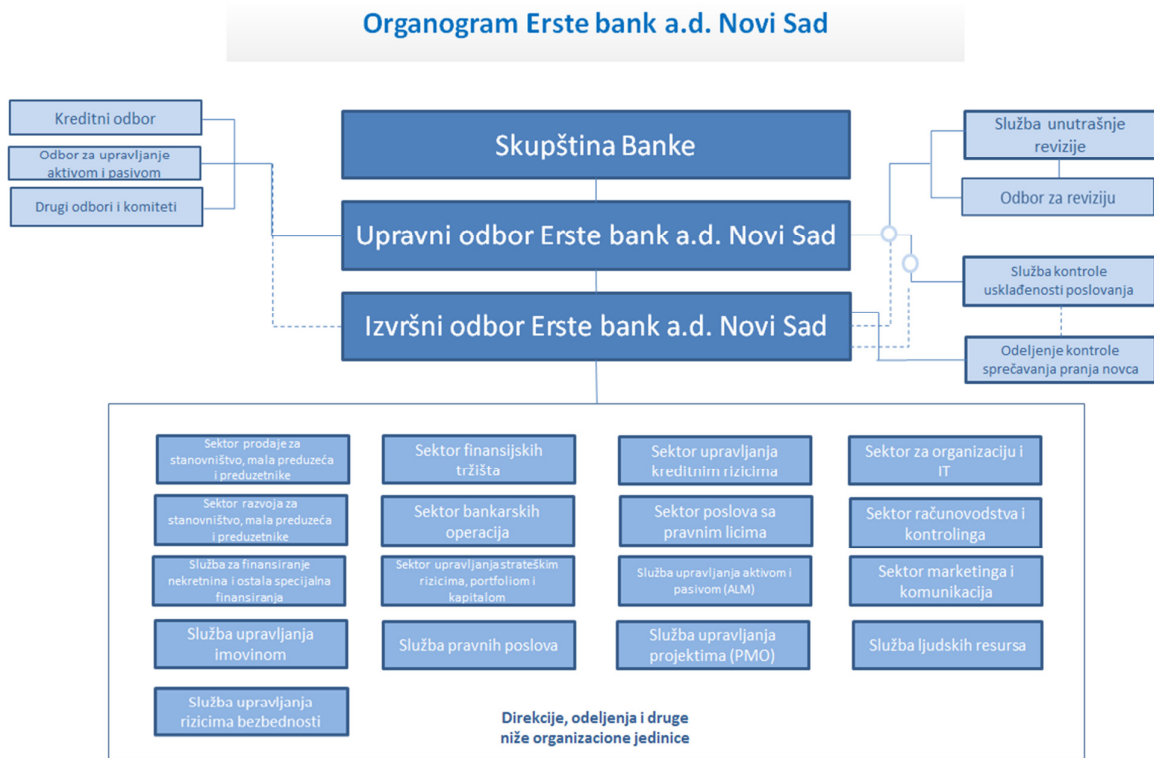 Organogram Erste bank a.d. Novi Sad
Kreditni odbor
Odbor za upravljanje
aktivom i pasivom
Drugi odbori i komiteti
Skupština Banke
Upravni odbor Erste bank a.d. Novi Sad
Izvršni odbor Erste bank a.d. Novi Sad
Služba unutrašnje
revizije
Odbor za reviziju
Služba kontrole
usklađenosti poslovanja
Odeljenje kontrole
sprečavanja pranja novca
Sektor prodaje za
stanovništvo, mala preduzeća
i preduzetnike
Sektor finansijskih
tržišta
Sektor upravljanja
kreditnim rizicima
Sektor za organizaciju i
IT
Sektor razvoja za
stanovništvo, mala preduzeća
i preduzetnike
Sektor bankarskih
operacija
Sektor poslova sa
pravnim licima
Sektor računovodstva i
kontrolinga
Služba za finansiranje
nekretnina i ostala specijalna
finansiranja
Sektor upravljanja strateškim
rizicima, portfoliom i
kapitalom
Služba upravljanja aktivom i
pasivom (ALM)
Sektor marketinga i
komunikacija
Služba upravljanja
imovinom
Služba pravnih poslova
Služba upravljanja
projektima (PMO)
Služba ljudskih resursa
Služba upravljanja
rizicima bezbednosti
Direkcije, odeljenja i druge
niže organizacione jedinice